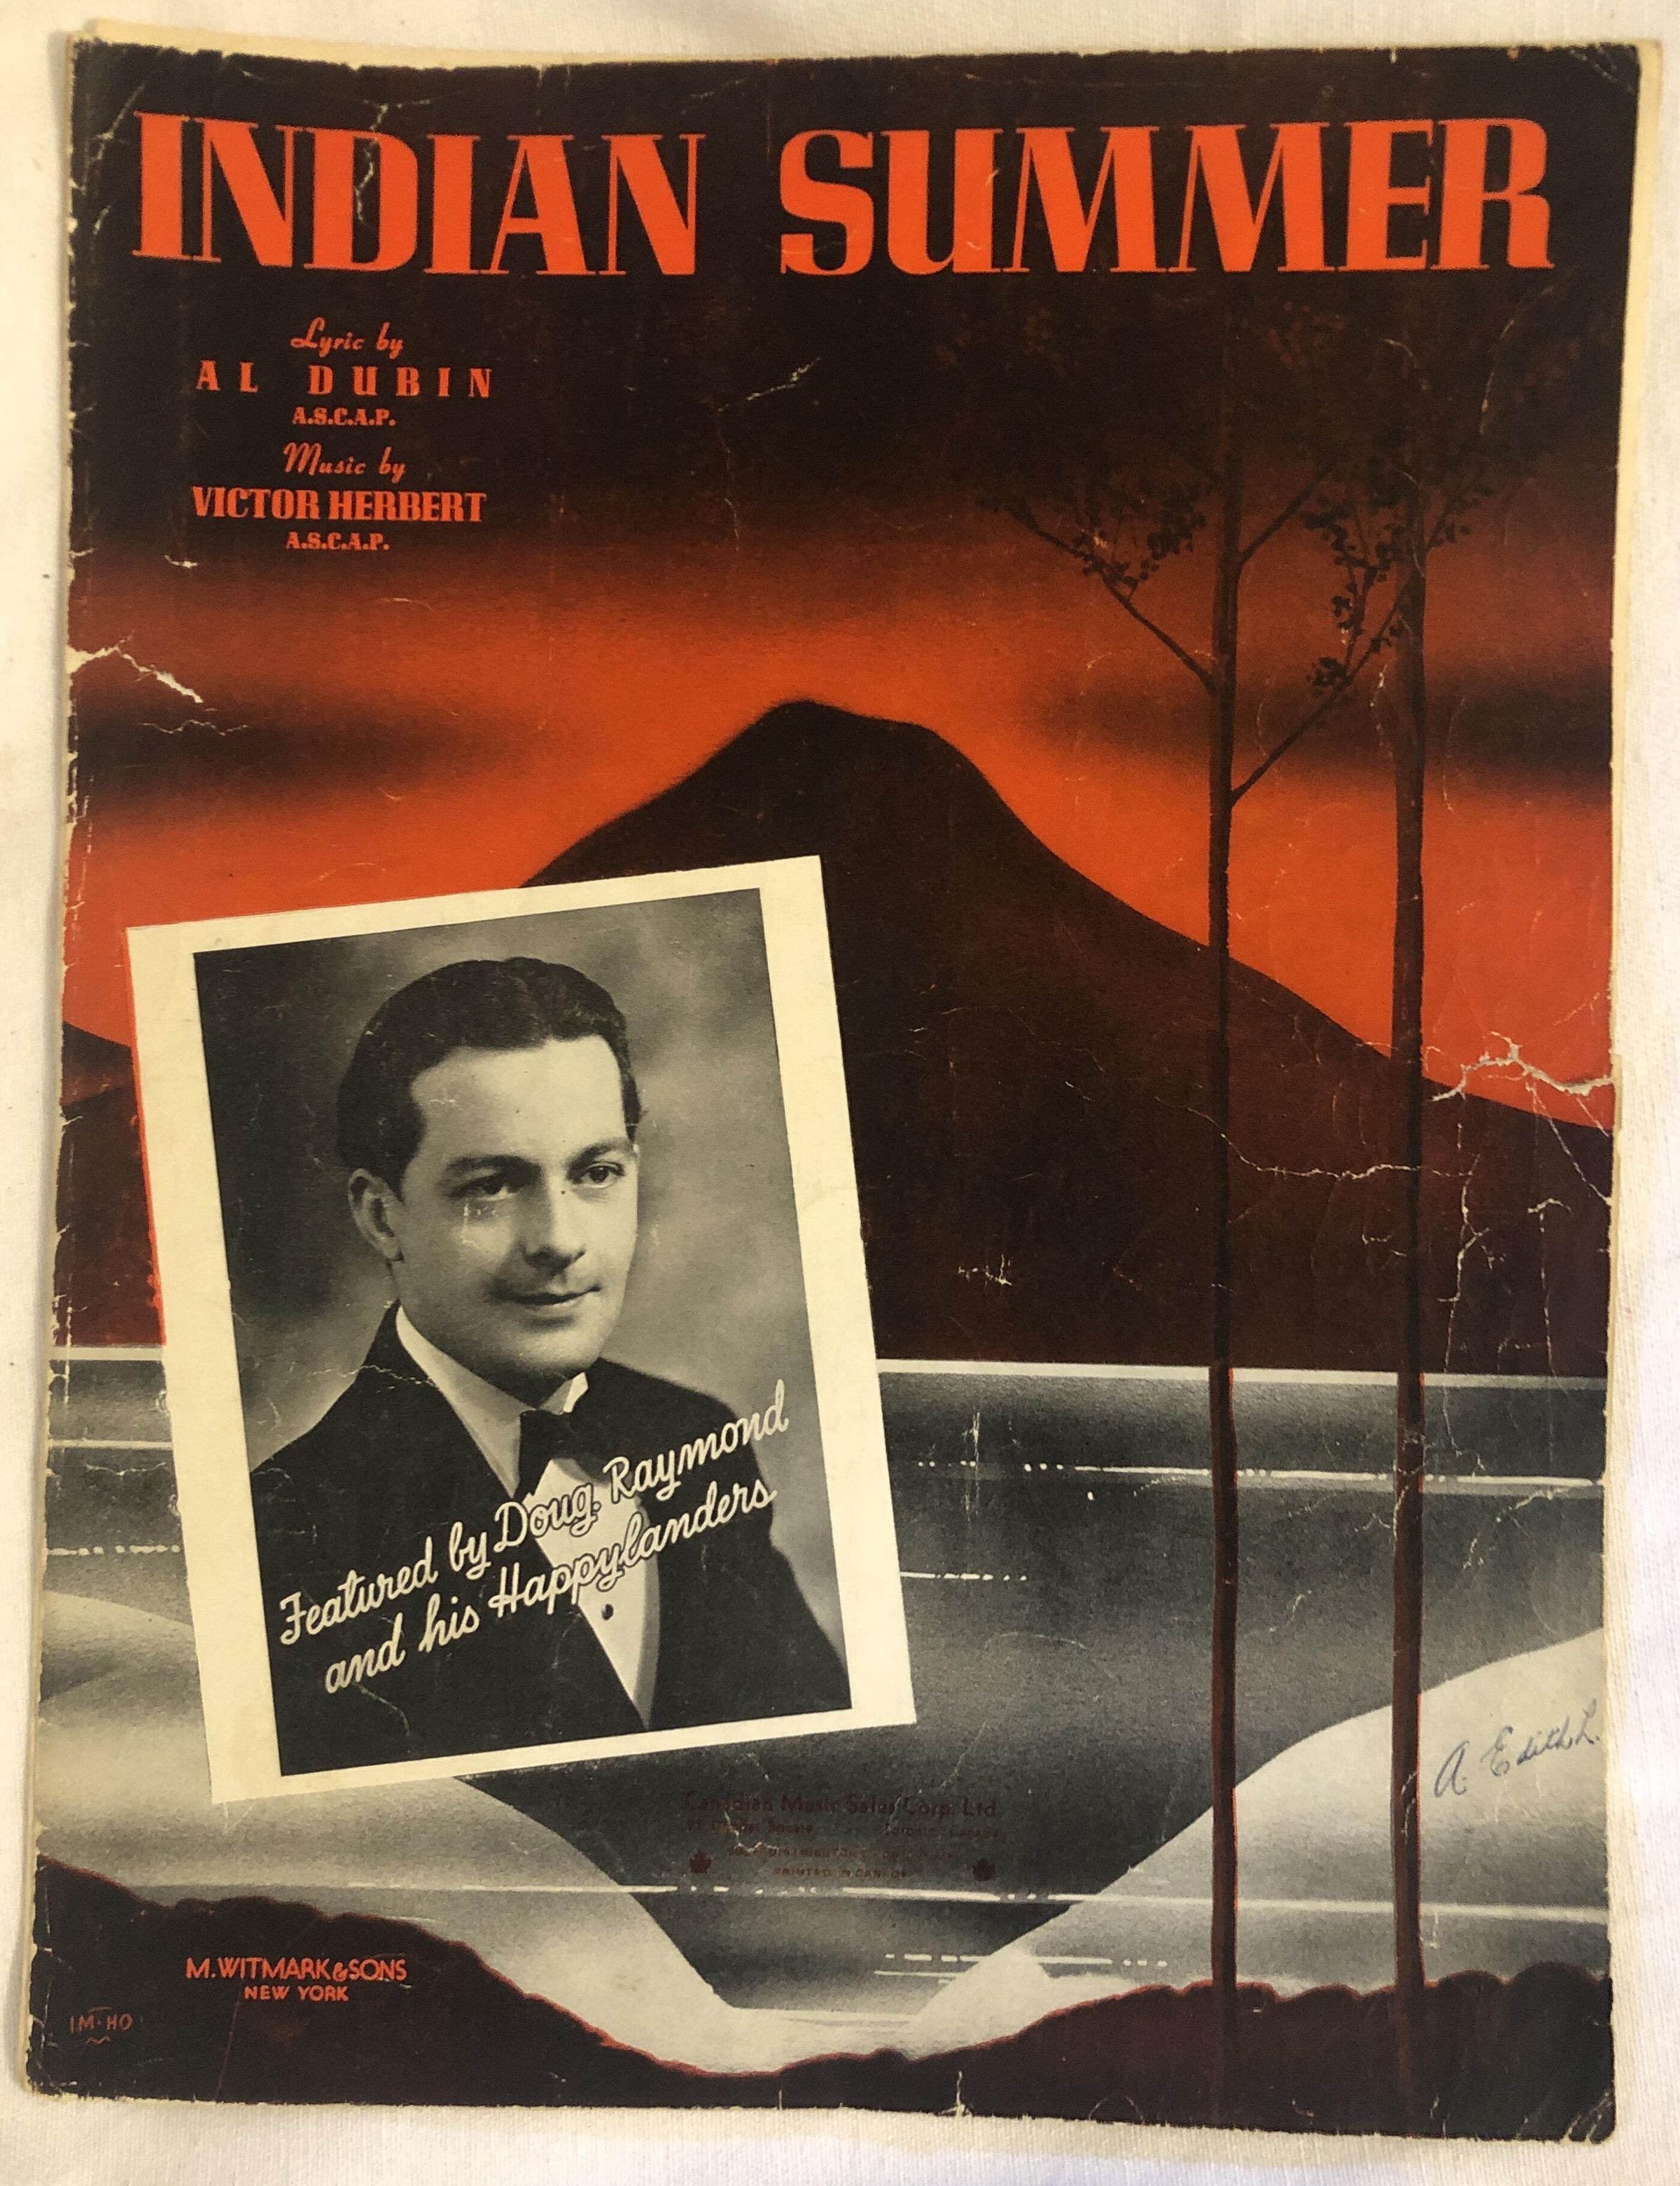 INDIAN SUMMER
Lyric by
AL DUBIN
A.S.C.A.P.
Music by
VICTOR HERBERT
A.S.C.A.P.
Featured by Doug. Raymond
and his Happylanders
A. Edith L.
Canadian Music Sales Corp. Ltd.
PRINTED IN CANADA
M. WITMARK & SONS
NEW YORK
IM-HO